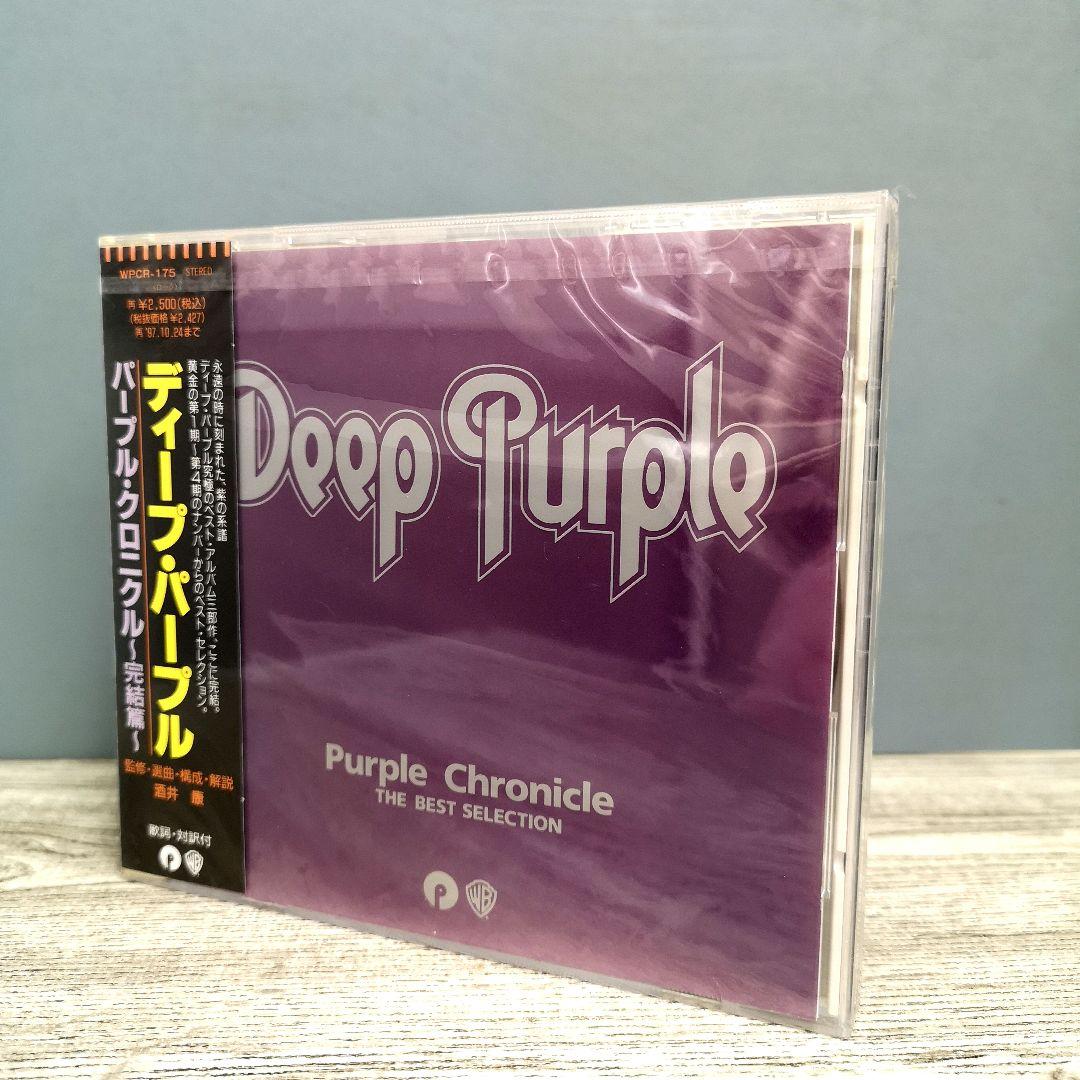 WPCR-175 STEREO
再 ¥2,500(税込)
(税抜価格 ¥2,427)
再 '97.10.24まで
永遠の時に刻まれた、紫の系譜
ディープ・パープル究極のベスト・アルバム三部作、ここに完結。
黄金の第1期〜第4期のナンバーからのベスト・セレクション。
ディープ・パープル
パープル・クロニクル〜完結篇〜
監修・選曲・構成・解説
酒井 康
歌詞・対訳付
P WB
Deep Purple
Purple Chronicle
THE BEST SELECTION
P WB